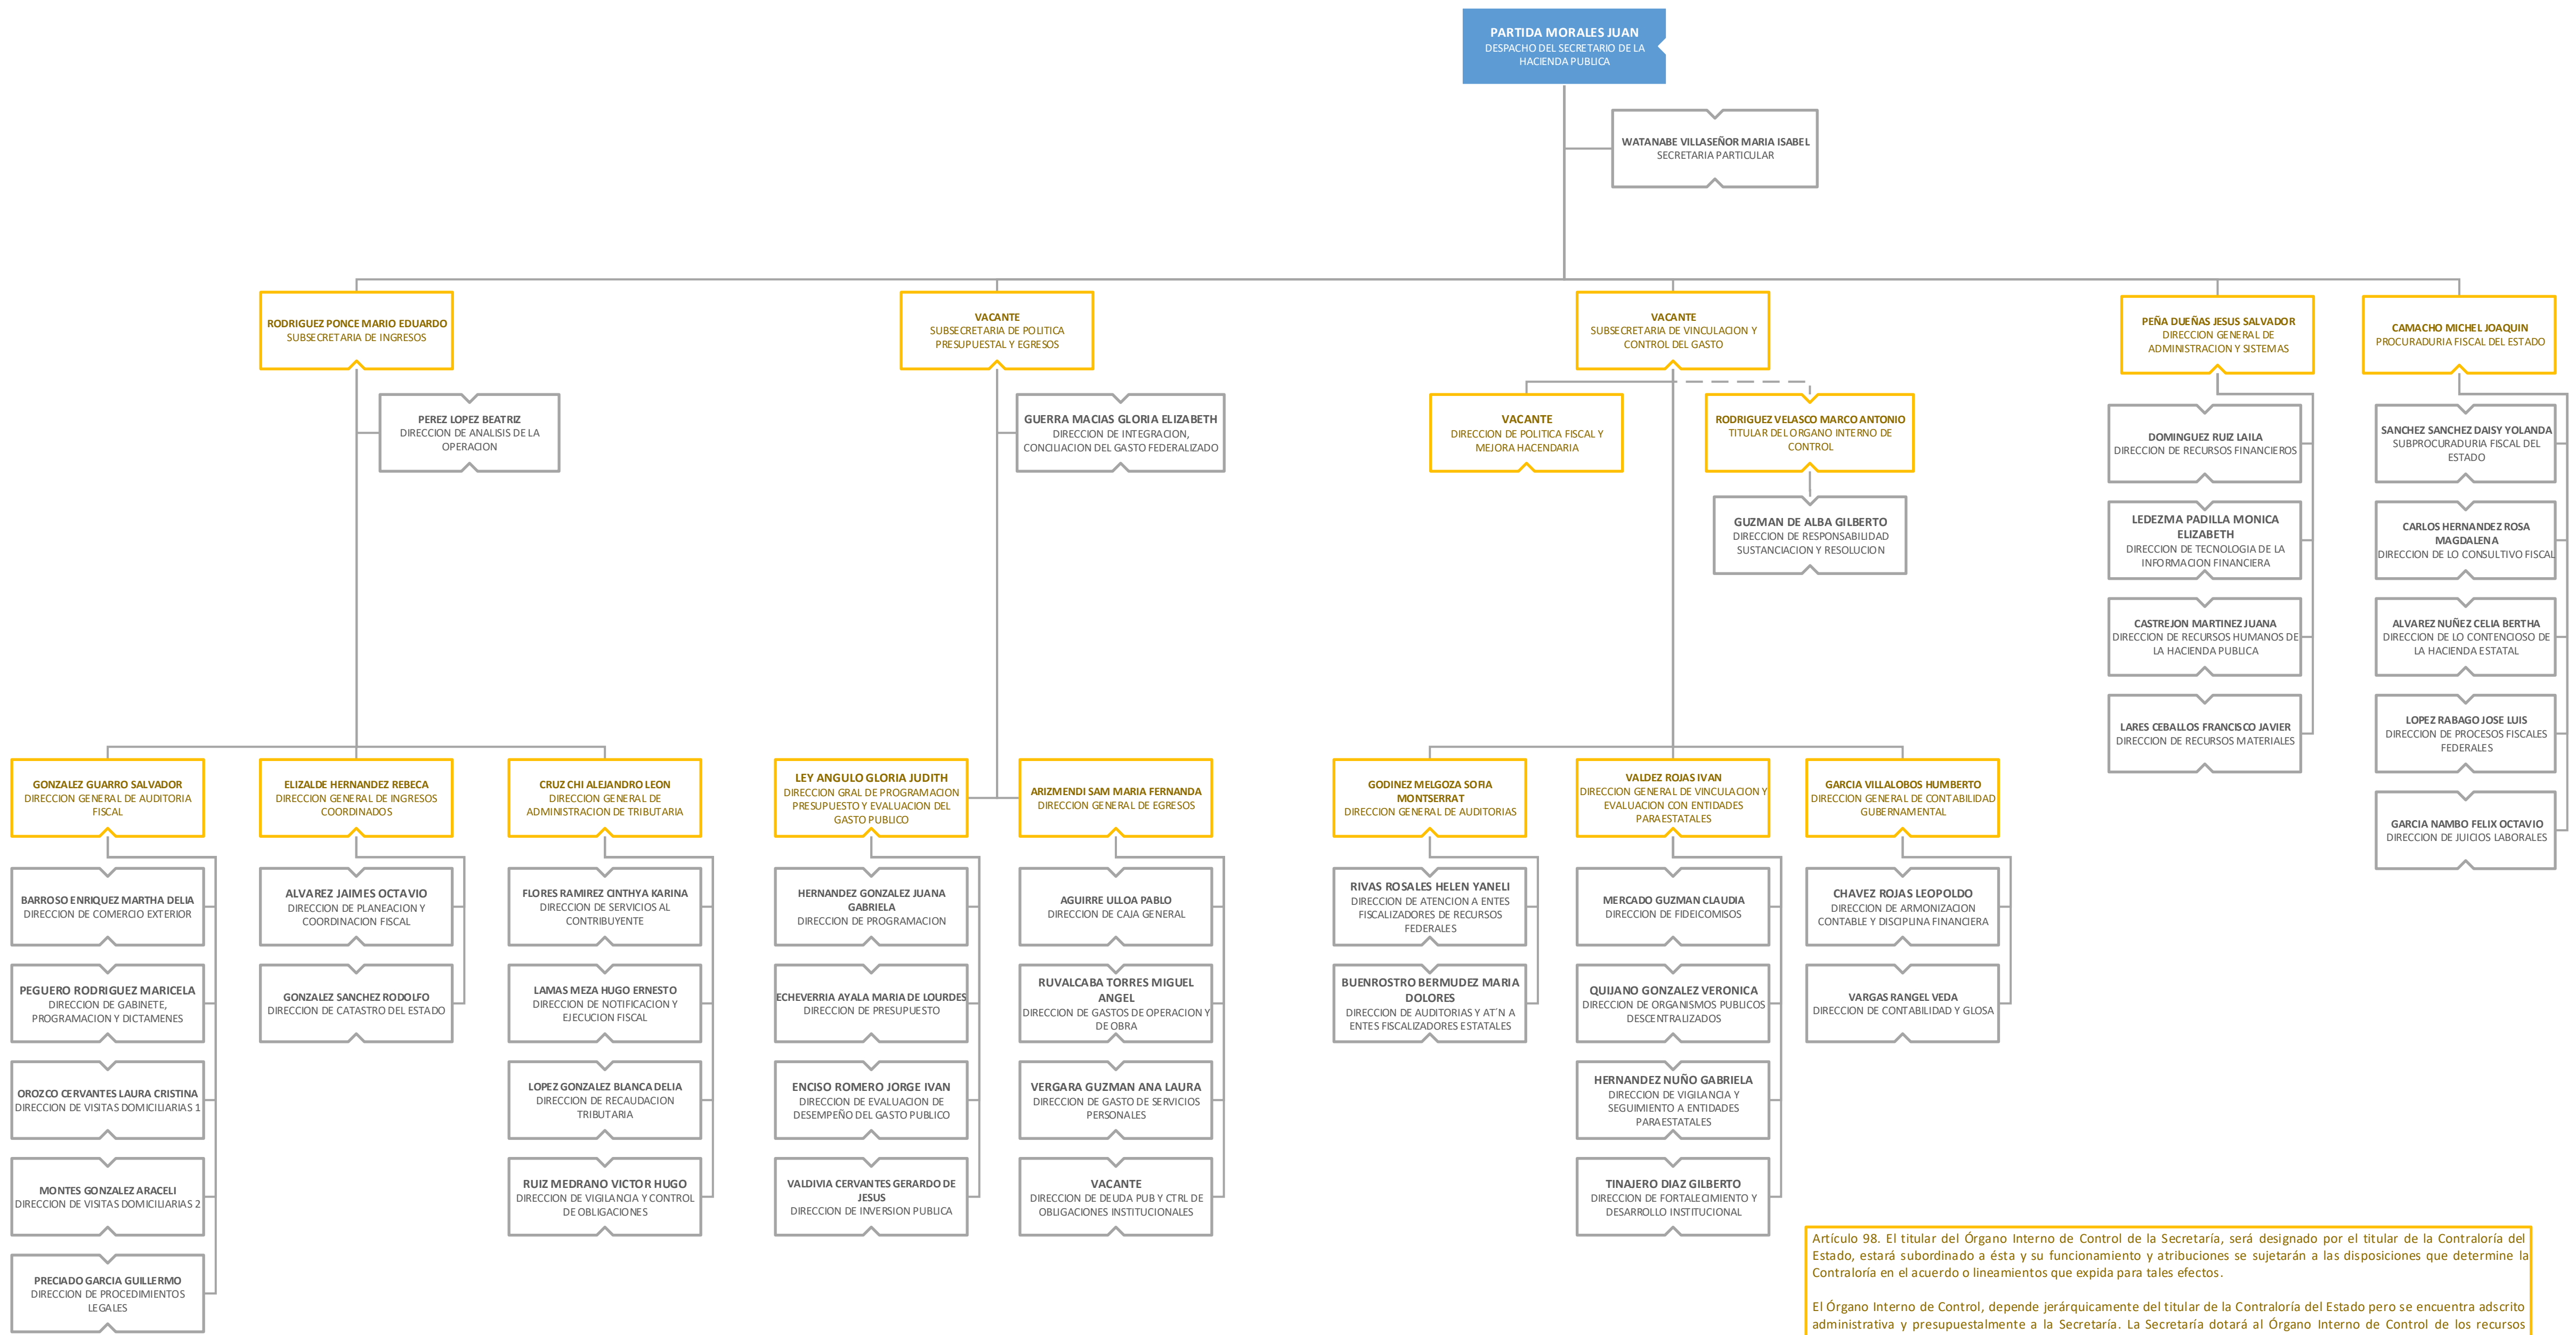 PARTIDA MORALES JUAN
DESPACHO DEL SECRETARIO DE LA
HACIENDA PUBLICA
WATANABE VILLASEÑOR MARIA ISABEL
SECRETARIA PARTICULAR
RODRIGUEZ PONCE MARIO EDUARDO
SUBSECRETARIA DE INGRESOS
VACANTE
SUBSECRETARIA DE POLITICA
PRESUPUESTAL Y EGRESOS
VACANTE
SUBSECRETARIA DE VINCULACION Y
CONTROL DEL GASTO
PEÑA DUEÑAS JESUS SALVADOR
DIRECCION GENERAL DE
ADMINISTRACION Y SISTEMAS
CAMACHO MICHEL JOAQUIN
PROCURADURIA FISCAL DEL ESTADO
PEREZ LOPEZ BEATRIZ
DIRECCION DE ANALISIS DE LA
OPERACION
GUERRA MACIAS GLORIA ELIZABETH
DIRECCION DE INTEGRACION,
CONCILIACION DEL GASTO FEDERALIZADO
VACANTE
DIRECCION DE POLITICA FISCAL Y
MEJORA HACENDARIA
RODRIGUEZ VELASCO MARCO ANTONIO
TITULAR DEL ORGANO INTERNO DE
CONTROL
GUZMAN DE ALBA GILBERTO
DIRECCION DE RESPONSABILIDAD
SUSTANCIACION Y RESOLUCION
DOMINGUEZ RUIZ LAILA
DIRECCION DE RECURSOS FINANCIEROS
LEDEZMA PADILLA MONICA
ELIZABETH
DIRECCION DE TECNOLOGIA DE LA
INFORMACION FINANCIERA
CASTREJON MARTINEZ JUANA
DIRECCION DE RECURSOS HUMANOS DE
LA HACIENDA PUBLICA
LARES CEBALLOS FRANCISCO JAVIER
DIRECCION DE RECURSOS MATERIALES
SANCHEZ SANCHEZ DAISY YOLANDA
SUBPROCURADURIA FISCAL DEL
ESTADO
CARLOS HERNANDEZ ROSA
MAGDALENA
DIRECCION DE LO CONSULTIVO FISCAL
ALVAREZ NUÑEZ CELIA BERTHA
DIRECCION DE LO CONTENCIOSO DE
LA HACIENDA ESTATAL
LOPEZ RABAGO JOSE LUIS
DIRECCION DE PROCESOS FISCALES
FEDERALES
GARCIA NAMBO FELIX OCTAVIO
DIRECCION DE JUICIOS LABORALES
GONZALEZ GUARRO SALVADOR
DIRECCION GENERAL DE AUDITORIA
FISCAL
BARROSO ENRIQUEZ MARTHA DELIA
DIRECCION DE COMERCIO EXTERIOR
PEGUERO RODRIGUEZ MARICELA
DIRECCION DE GABINETE,
PROGRAMACION Y DICTAMENES
OROZCO CERVANTES LAURA CRISTINA
DIRECCION DE VISITAS DOMICILIARIAS 1
MONTES GONZALEZ ARACELI
DIRECCION DE VISITAS DOMICILIARIAS 2
PRECIADO GARCIA GUILLERMO
DIRECCION DE PROCEDIMIENTOS
LEGALES
ELIZALDE HERNANDEZ REBECA
DIRECCION GENERAL DE INGRESOS
COORDINADOS
ALVAREZ JAIMES OCTAVIO
DIRECCION DE PLANEACION Y
COORDINACION FISCAL
GONZALEZ SANCHEZ RODOLFO
DIRECCION DE CATASTRO DEL ESTADO
CRUZ CHI ALEJANDRO LEON
DIRECCION GENERAL DE
ADMINISTRACION DE TRIBUTARIA
FLORES RAMIREZ CINTHYA KARINA
DIRECCION DE SERVICIOS AL
CONTRIBUYENTE
LAMAS MEZA HUGO ERNESTO
DIRECCION DE NOTIFICACION Y
EJECUCION FISCAL
LOPEZ GONZALEZ BLANCA DELIA
DIRECCION DE RECAUDACION
TRIBUTARIA
RUIZ MEDRANO VICTOR HUGO
DIRECCION DE VIGILANCIA Y CONTROL
DE OBLIGACIONES
LEY ANGULO GLORIA JUDITH
DIRECCION GRAL DE PROGRAMACION
PRESUPUESTO Y EVALUACION DEL
GASTO PUBLICO
HERNANDEZ GONZALEZ JUANA
GABRIELA
DIRECCION DE PROGRAMACION
ECHEVERRIA AYALA MARIA DE LOURDES
DIRECCION DE PRESUPUESTO
ENCISO ROMERO JORGE IVAN
DIRECCION DE EVALUACION DE
DESEMPEÑO DEL GASTO PUBLICO
VALDIVIA CERVANTES GERARDO DE
JESUS
DIRECCION DE INVERSION PUBLICA
ARIZMENDI SAM MARIA FERNANDA
DIRECCION GENERAL DE EGRESOS
AGUIRRE ULLOA PABLO
DIRECCION DE CAJA GENERAL
RUVALCABA TORRES MIGUEL
ANGEL
DIRECCION DE GASTOS DE OPERACION Y
DE OBRA
VERGARA GUZMAN ANA LAURA
DIRECCION DE GASTO DE SERVICIOS
PERSONALES
VACANTE
DIRECCION DE DEUDA PUB Y CTRL DE
OBLIGACIONES INSTITUCIONALES
GODINEZ MELGOZA SOFIA
MONTSERRAT
DIRECCION GENERAL DE AUDITORIAS
RIVAS ROSALES HELEN YANELI
DIRECCION DE ATENCION A ENTES
FISCALIZADORES DE RECURSOS
FEDERALES
BUENROSTRO BERMUDEZ MARIA
DOLORES
DIRECCION DE AUDITORIAS Y AT´N A
ENTES FISCALIZADORES ESTATALES
VALDEZ ROJAS IVAN
DIRECCION GENERAL DE VINCULACION Y
EVALUACION CON ENTIDADES
PARAESTATALES
MERCADO GUZMAN CLAUDIA
DIRECCION DE FIDEICOMISOS
QUIJANO GONZALEZ VERONICA
DIRECCION DE ORGANISMOS PUBLICOS
DESCENTRALIZADOS
HERNANDEZ NUÑO GABRIELA
DIRECCION DE VIGILANCIA Y
SEGUIMIENTO A ENTIDADES
PARAESTATALES
TINAJERO DIAZ GILBERTO
DIRECCION DE FORTALECIMIENTO Y
DESARROLLO INSTITUCIONAL
GARCIA VILLALOBOS HUMBERTO
DIRECCION GENERAL DE CONTABILIDAD
GUBERNAMENTAL
CHAVEZ ROJAS LEOPOLDO
DIRECCION DE ARMONIZACION
CONTABLE Y DISCIPLINA FINANCIERA
VARGAS RANGEL VEDA
DIRECCION DE CONTABILIDAD Y GLOSA
Artículo 98. El titular del Órgano Interno de Control de la Secretaría, será designado por el titular de la Contraloría del
Estado, estará subordinado a ésta y su funcionamiento y atribuciones se sujetarán a las disposiciones que determine la
Contraloría en el acuerdo o lineamientos que expida para tales efectos.
El Órgano Interno de Control, depende jerárquicamente del titular de la Contraloría del Estado pero se encuentra adscrito
administrativa y presupuestalmente a la Secretaría. La Secretaría dotará al Órgano Interno de Control de los recursos